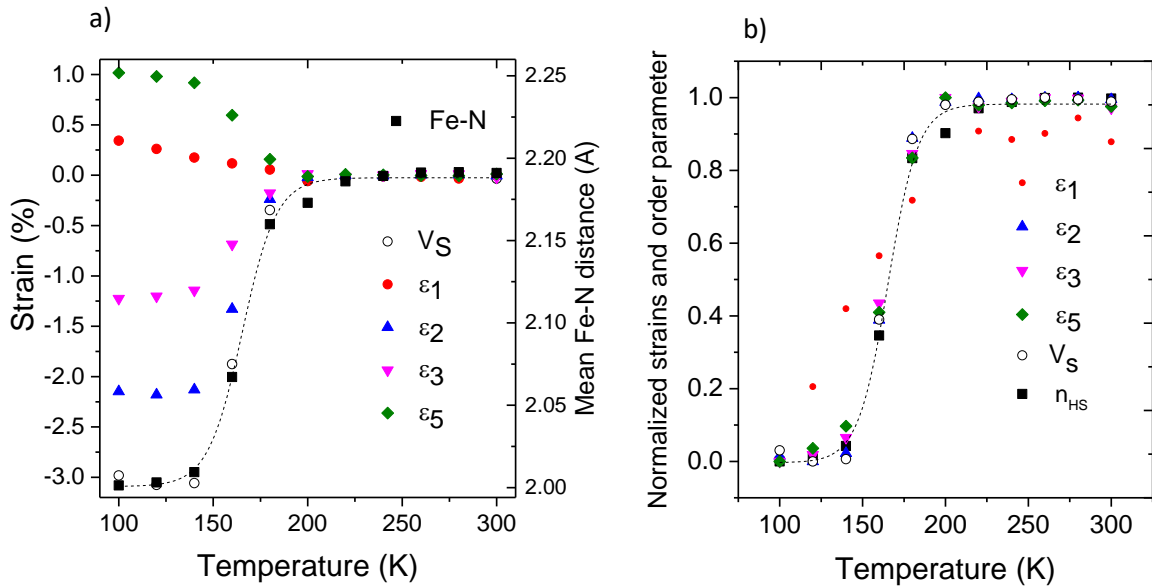 a)
Strain (%)
1.0
0.5
0.0
-0.5
-1.0
-1.5
-2.0
-2.5
-3.0
100 150 200 250 300
Temperature (K)
Fe-N
VS
ε1
ε2
ε3
ε5
2.25
2.20
2.15
2.10
2.05
2.00
Mean Fe-N distance (A)
b)
Normalized strains and order parameter
1.0
0.8
0.6
0.4
0.2
0.0
100 150 200 250 300
Temperature (K)
ε1
ε2
ε3
ε5
VS
nHS